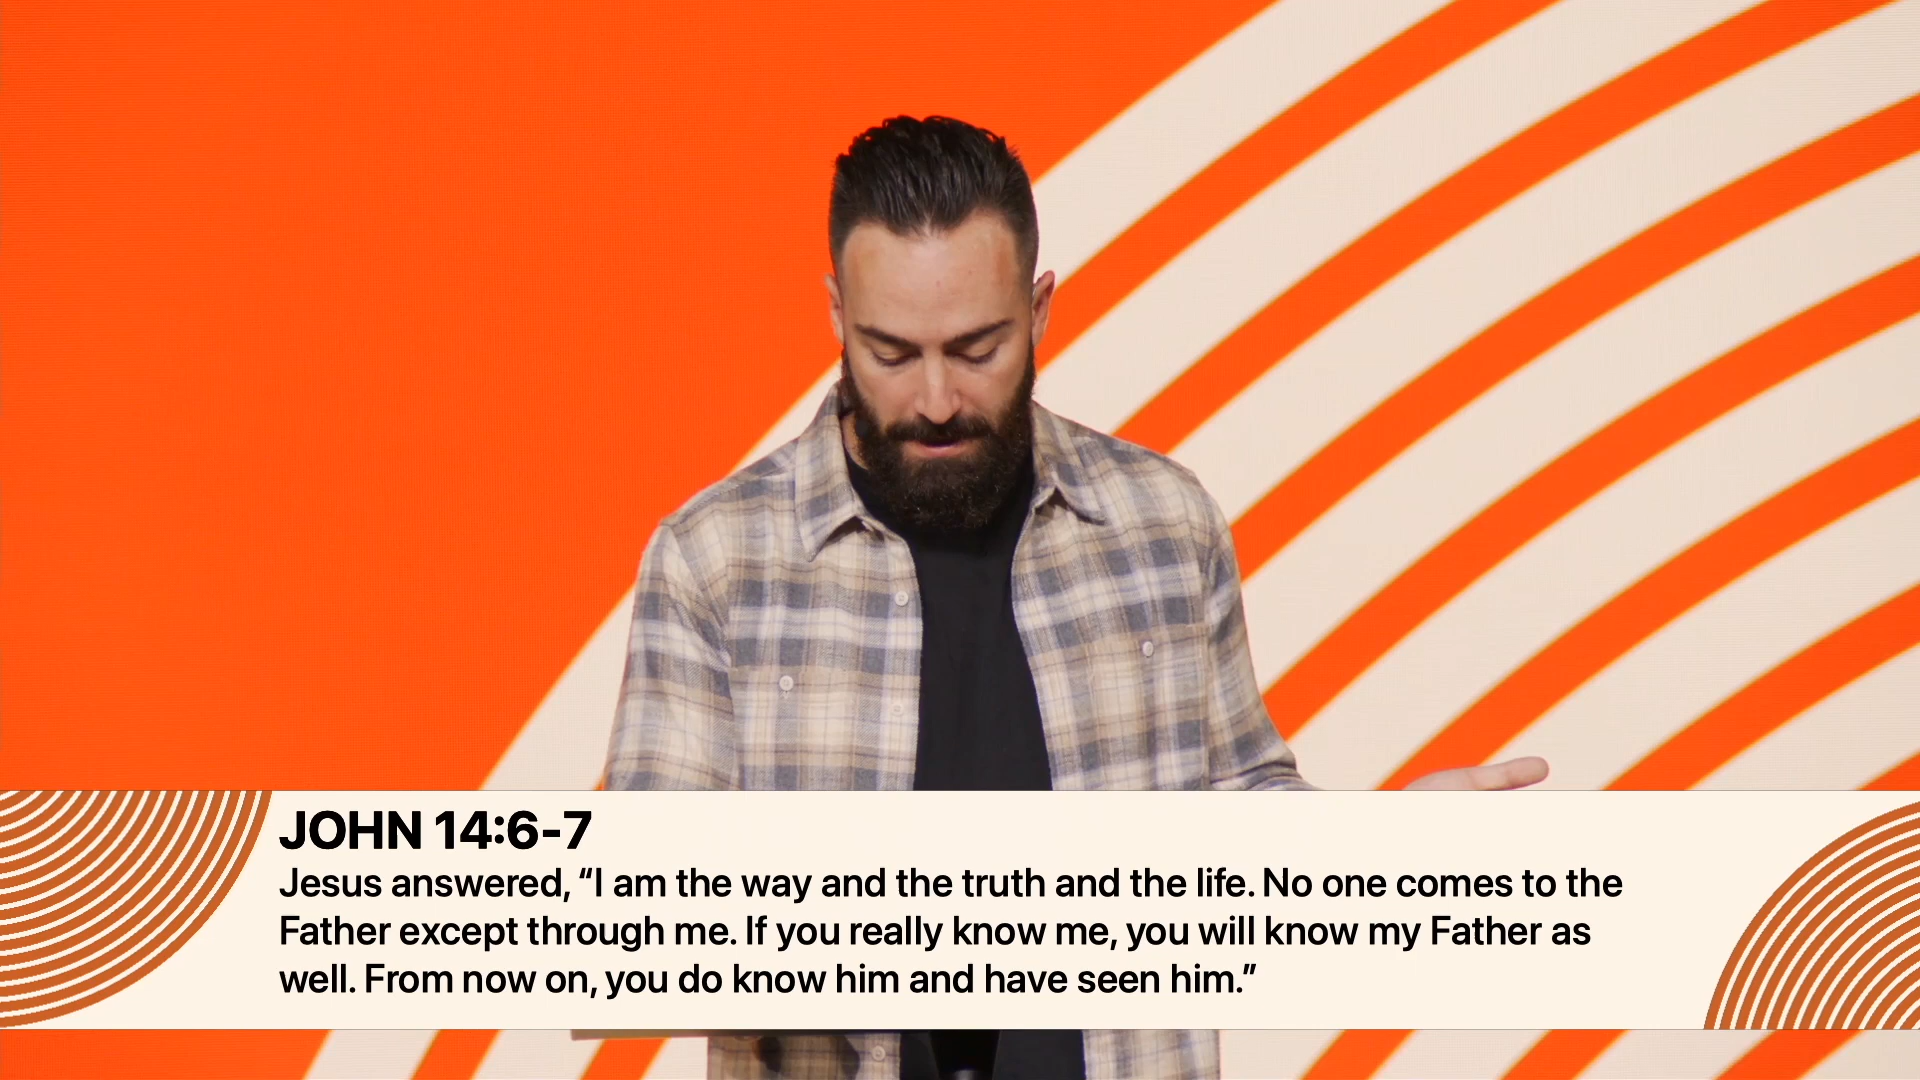 JOHN 14:6-7
Jesus answered, “I am the way and the truth and the life. No one comes to the
Father except through me. If you really know me, you will know my Father as
well. From now on, you do know him and have seen him.”